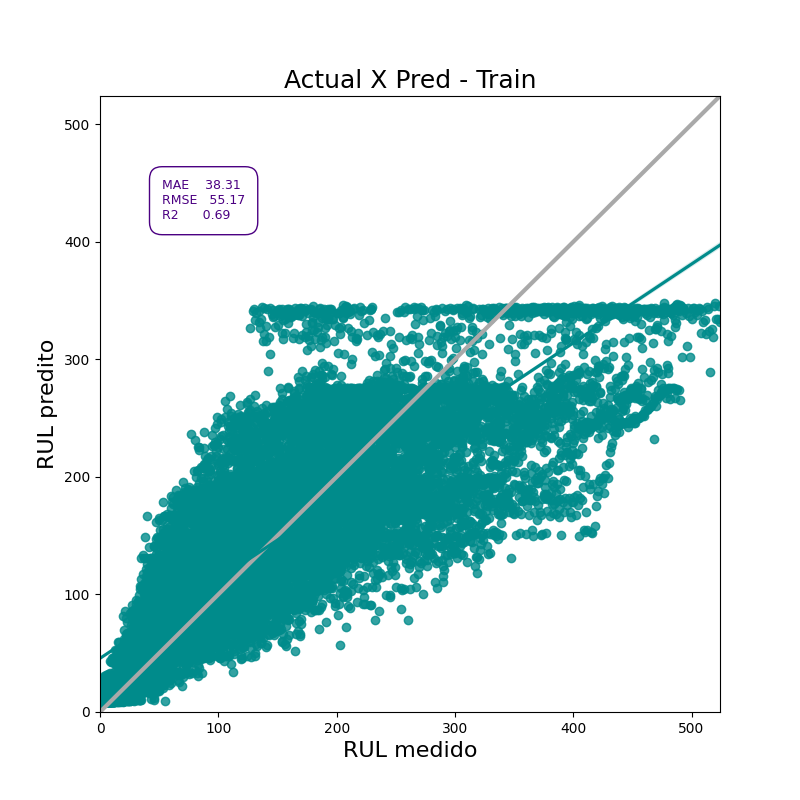 Actual X Pred - Train
500
400
300
200
100
0
RUL predito
MAE 38.31
RMSE 55.17
R2 0.69
0 100 200 300 400 500
RUL medido